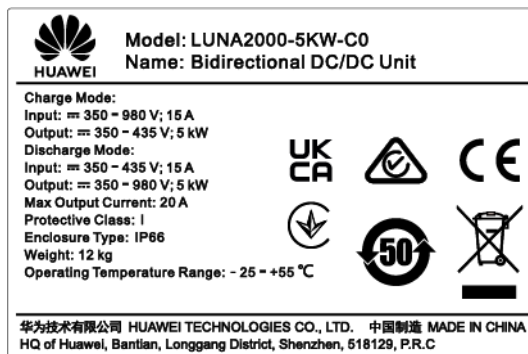 HUAWEI
Model: LUNA2000-5KW-C0
Name: Bidirectional DC/DC Unit
Charge Mode:
Input: ⎓ 350 - 980 V; 15 A
Output: ⎓ 350 - 435 V; 5 kW
Discharge Mode:
Input: ⎓ 350 - 435 V; 15 A
Output: ⎓ 350 - 980 V; 5 kW
Max Output Current: 20 A
Protective Class: I
Enclosure Type: IP66
Weight: 12 kg
Operating Temperature Range: - 25 - +55 ℃
UK
CA
CE
50
华为技术有限公司 HUAWEI TECHNOLOGIES CO., LTD. 中国制造 MADE IN CHINA
HQ of Huawei, Bantian, Longgang District, Shenzhen, 518129, P.R.C